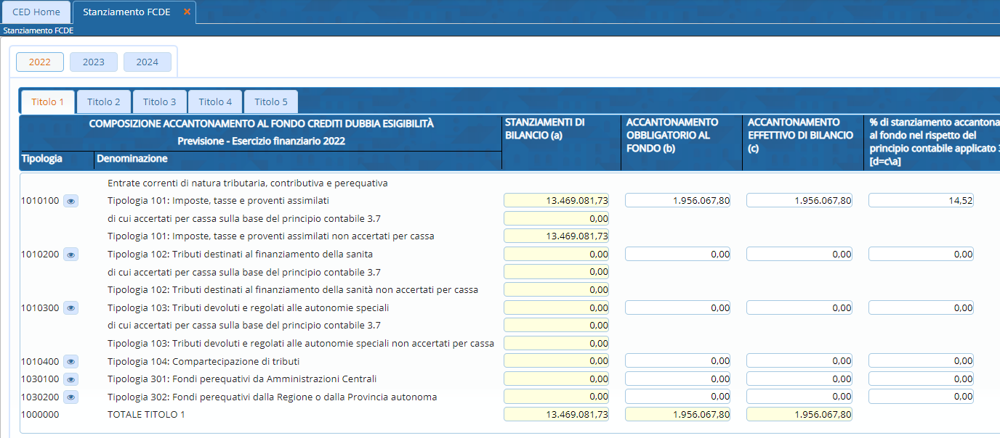 CED Home Stanziamento FCDE
Stanziamento FCDE
2022 2023 2024
Titolo 1 Titolo 2 Titolo 3 Titolo 4 Titolo 5
COMPOSIZIONE ACCANTONAMENTO AL FONDO CREDITI DUBBIA ESIGIBILITÀ
Previsione - Esercizio finanziario 2022
Tipologia Denominazione
STANZIAMENTI DI
BILANCIO (a)
ACCANTONAMENTO
OBBLIGATORIO AL
FONDO (b)
ACCANTONAMENTO
EFFETTIVO DI BILANCIO
(c)
% di stanziamento accantona
al fondo nel rispetto del
principio contabile applicato 3
[d=c\a]
Entrate correnti di natura tributaria, contributiva e perequativa
1010100 Tipologia 101: Imposte, tasse e proventi assimilati 13.469.081,73 1.956.067,80 1.956.067,80 14,52
di cui accertati per cassa sulla base del principio contabile 3.7 0,00
Tipologia 101: Imposte, tasse e proventi assimilati non accertati per cassa 13.469.081,73
1010200 Tipologia 102: Tributi destinati al finanziamento della sanita 0,00 0,00 0,00 0,00
di cui accertati per cassa sulla base del principio contabile 3.7 0,00
Tipologia 102: Tributi destinati al finanziamento della sanità non accertati per cassa 0,00
1010300 Tipologia 103: Tributi devoluti e regolati alle autonomie speciali 0,00 0,00 0,00 0,00
di cui accertati per cassa sulla base del principio contabile 3.7 0,00
Tipologia 103: Tributi devoluti e regolati alle autonomie speciali non accertati per cassa 0,00
1010400 Tipologia 104: Compartecipazione di tributi 0,00 0,00 0,00 0,00
1030100 Tipologia 301: Fondi perequativi da Amministrazioni Centrali 0,00 0,00 0,00 0,00
1030200 Tipologia 302: Fondi perequativi dalla Regione o dalla Provincia autonoma 0,00 0,00 0,00 0,00
1000000 TOTALE TITOLO 1 13.469.081,73 1.956.067,80 1.956.067,80